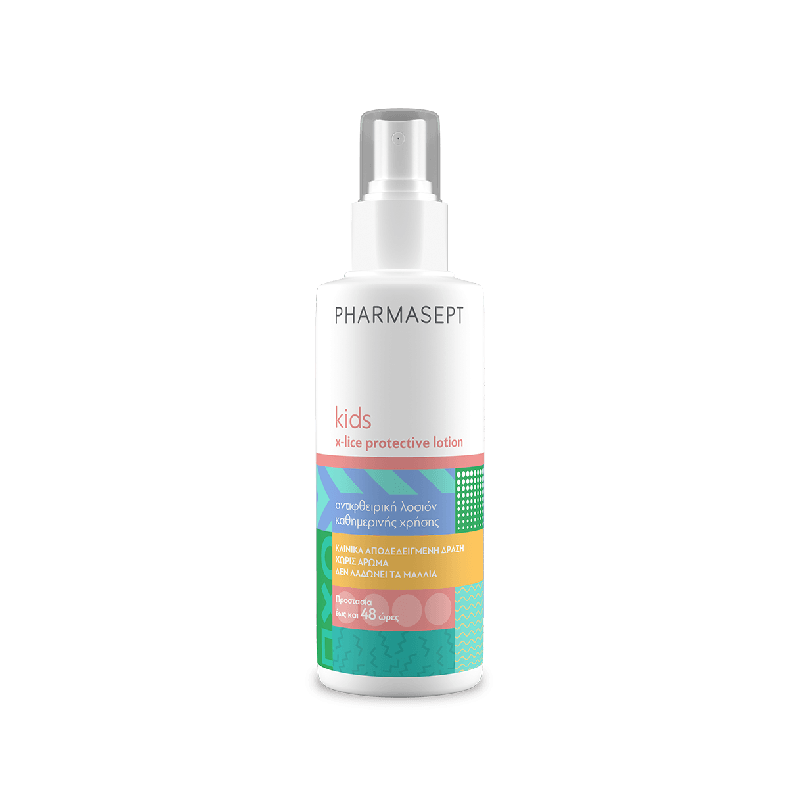 PHARMASEPT
kids
x-lice protective lotion
αντιφθειρική λοσιόν
καθημερινής χρήσης
ΚΛΙΝΙΚΑ ΑΠΟΔΕΔΕΙΓΜΕΝΗ ΔΡΑΣΗ
ΧΩΡΙΣ ΑΡΩΜΑ
ΔΕΝ ΛΑΔΩΝΕΙ ΤΑ ΜΑΛΛΙΑ
Προστασία
έως και 48 ώρες